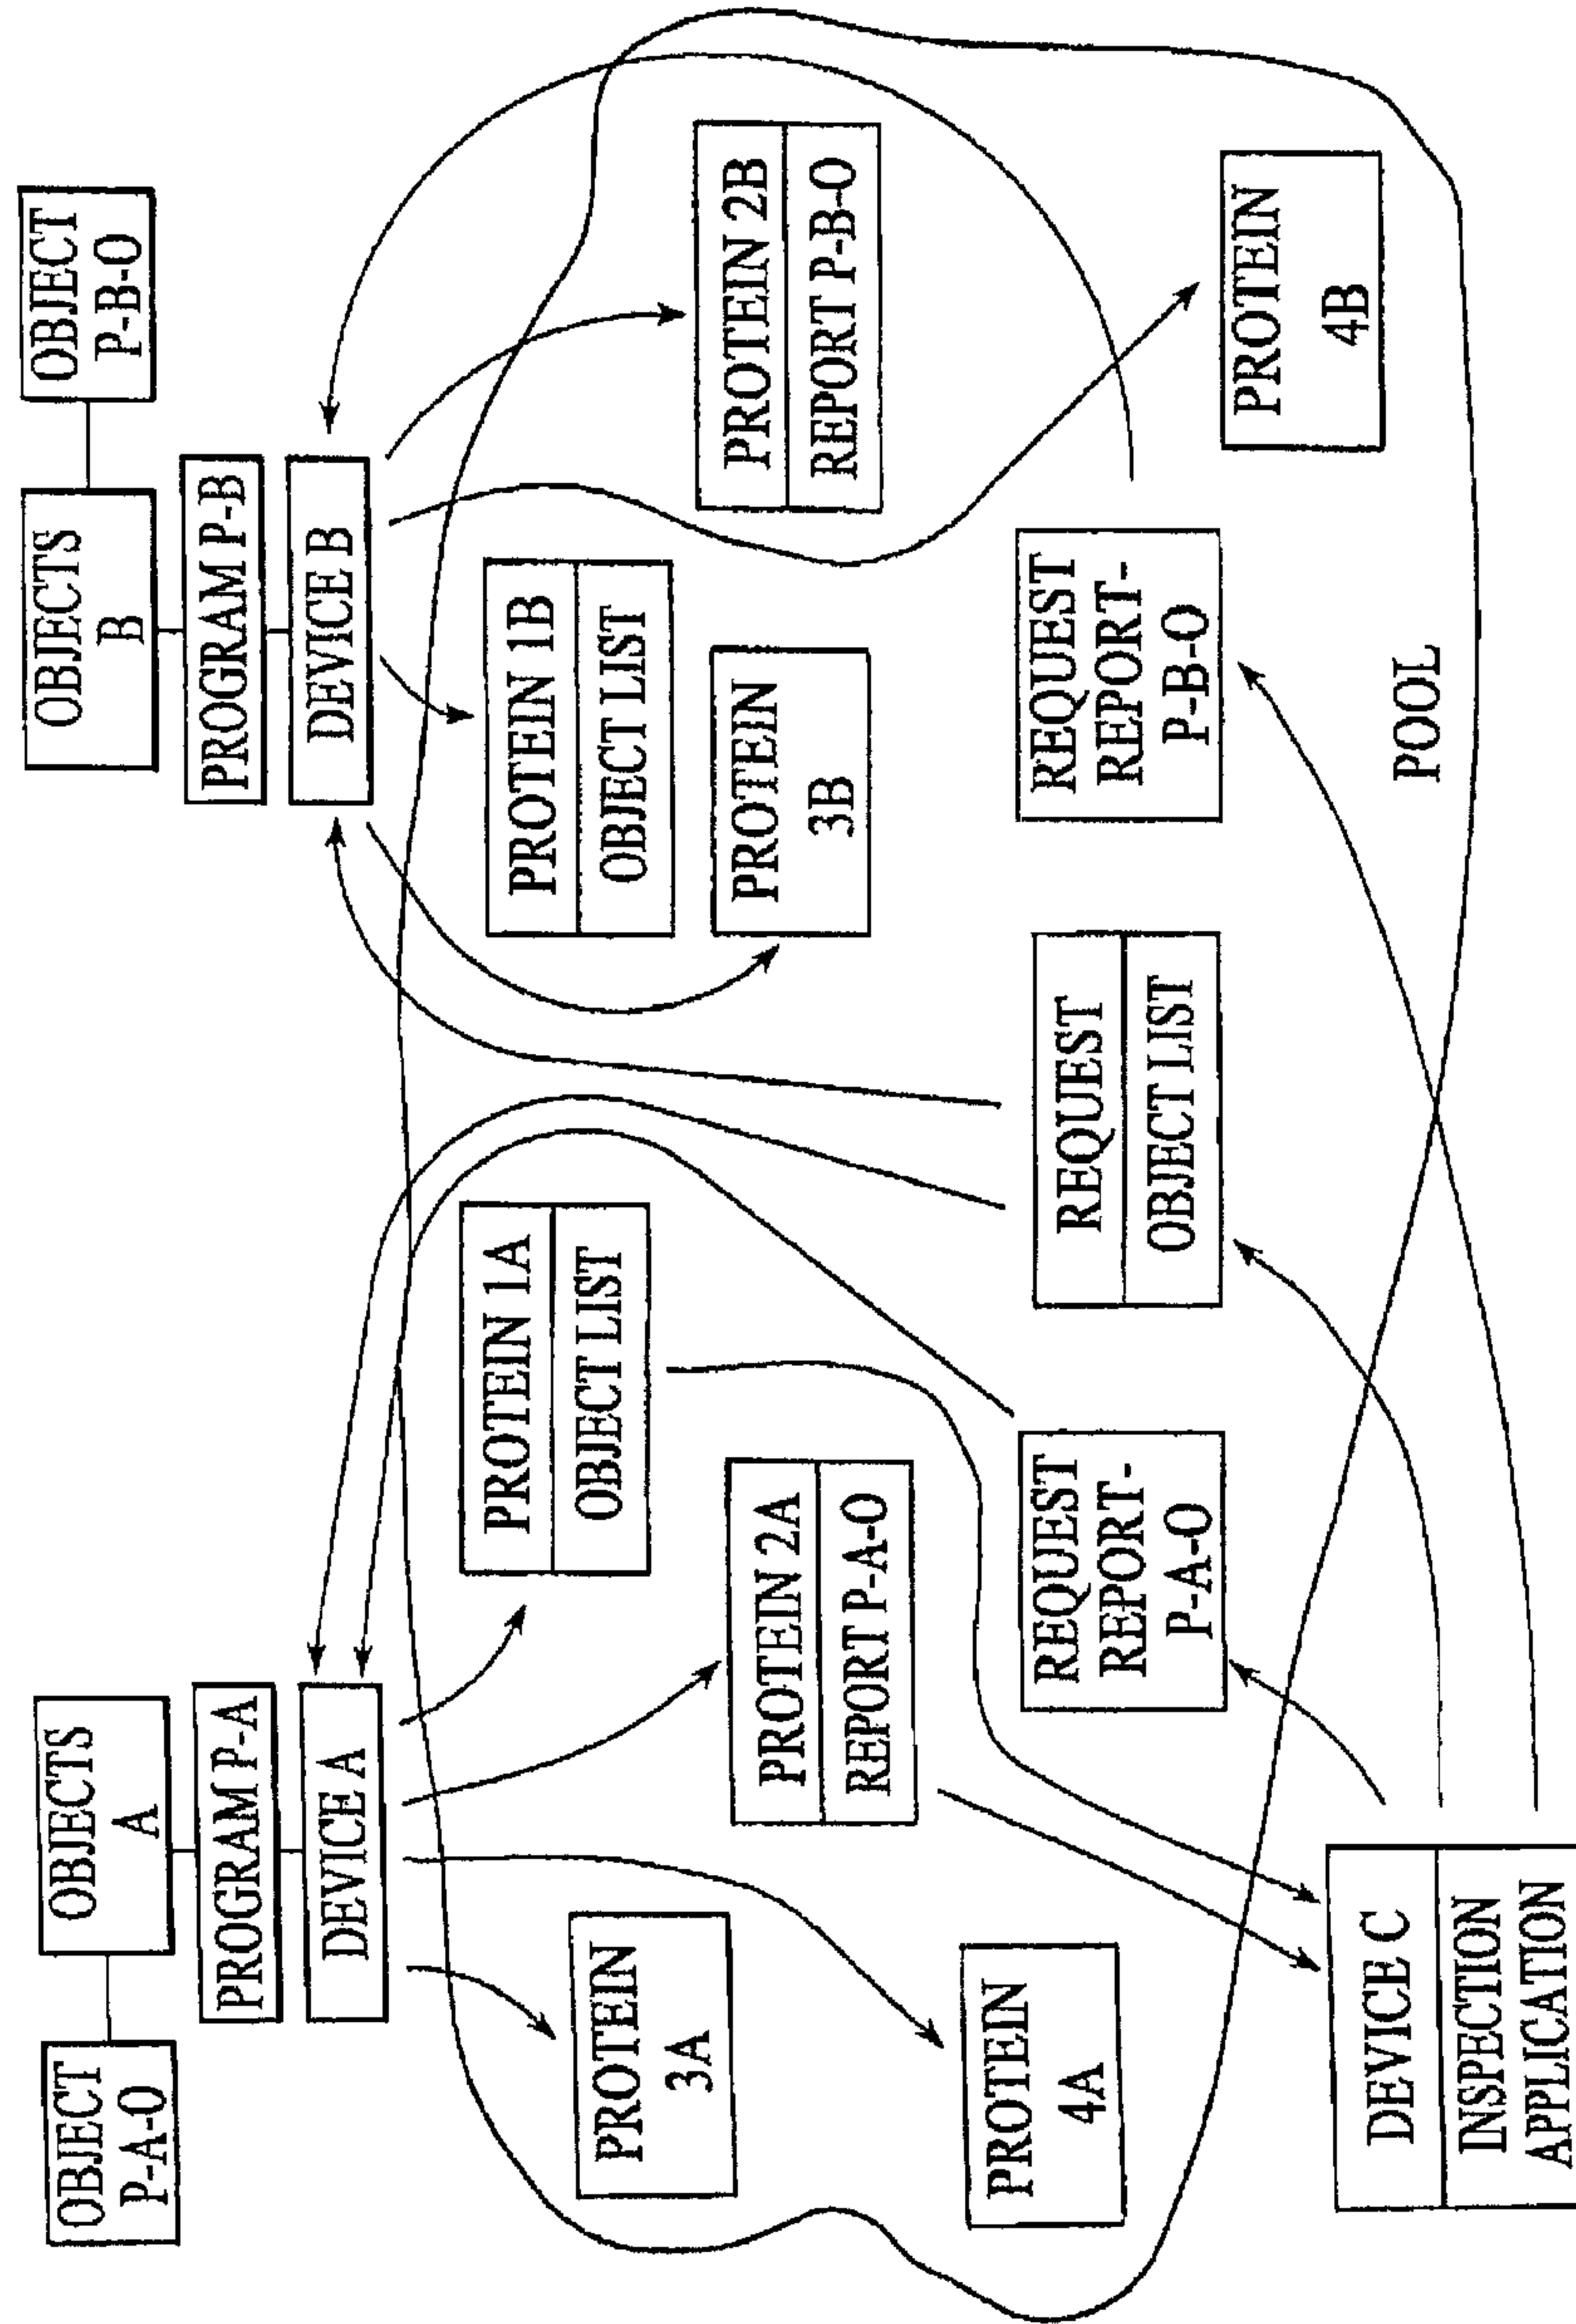 OBJECT
P-A-O
OBJECTS
A
OBJECTS
B
OBJECT
P-B-O
PROGRAM P-A
PROGRAM P-B
DEVICE A
DEVICE B
PROTEIN 1A
OBJECT LIST
PROTEIN 1B
OBJECT LIST
PROTEIN
3A
PROTEIN 2A
REPORT P-A-O
PROTEIN
3B
PROTEIN 2B
REPORT P-B-O
PROTEIN
4A
REQUEST
REPORT-
P-A-O
REQUEST
OBJECT LIST
REQUEST
REPORT-
P-B-O
PROTEIN
4B
DEVICE C
INSPECTION
APPLICATION
POOL